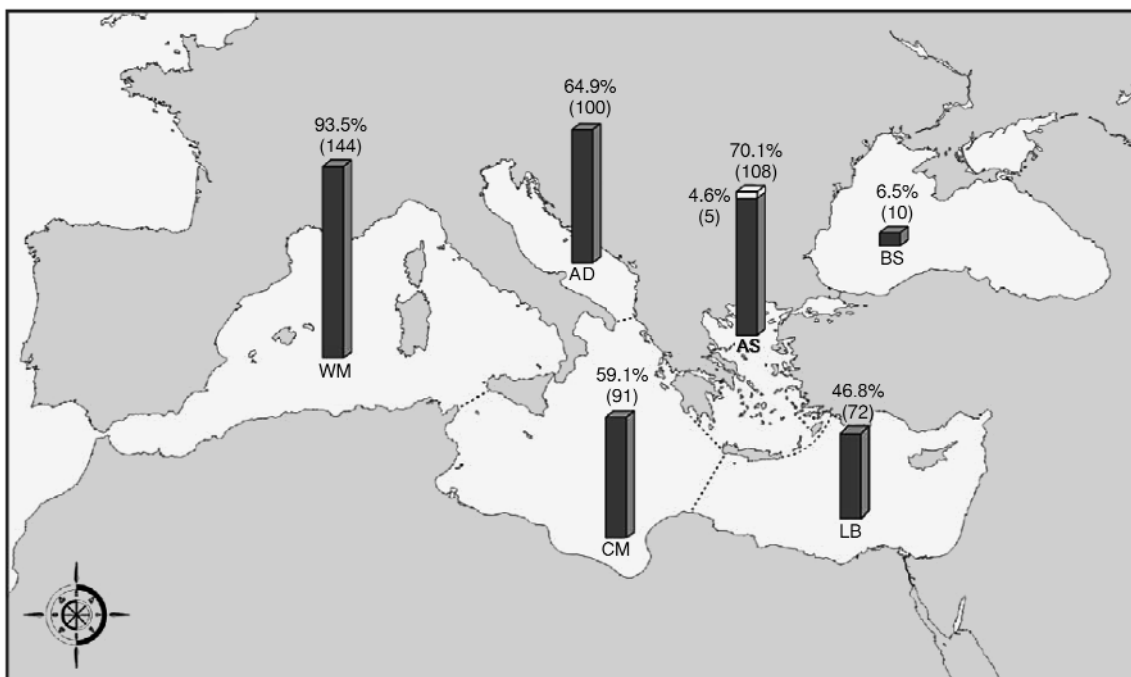 64.9%
(100)
93.5%
(144)
70.1%
(108)
4.6%
(5)
6.5%
(10)
BS
AD
AS
WM
59.1%
(91)
46.8%
(72)
LB
CM